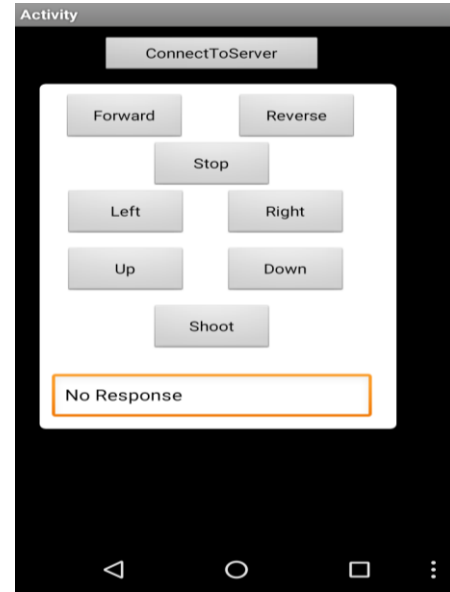 Activity
ConnectToServer
Forward Reverse
Stop
Left Right
Up Down
Shoot
No Response